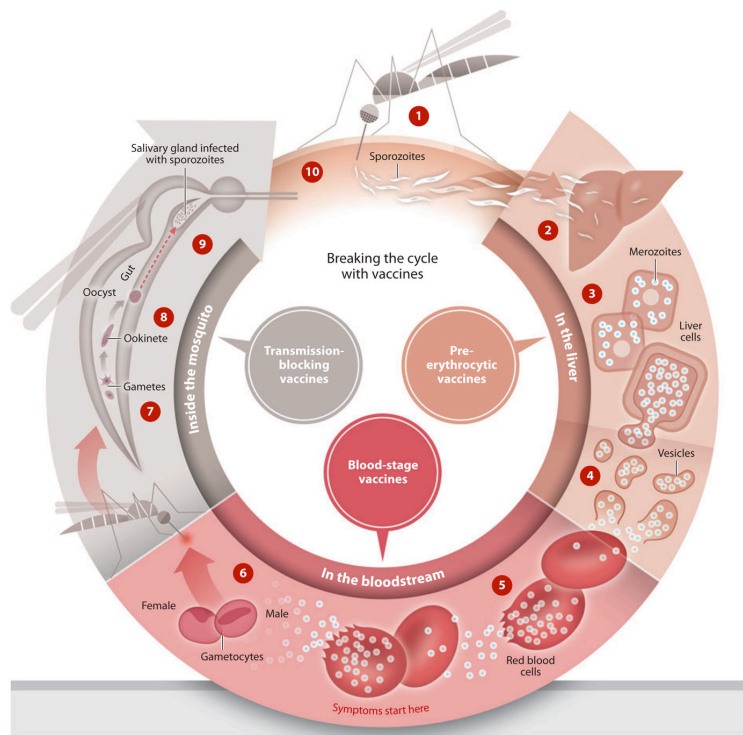 1
Salivary gland infected
with sporozoites
10
Sporozoites
2
9
Breaking the cycle
with vaccines
Merozoites
3
Gut
Oocyst
8
Liver
cells
Ookinete
Inside the mosquito
Transmission-
blocking
vaccines
Pre-
erythrocytic
vaccines
In the liver
Gametes
7
Blood-stage
vaccines
Vesicles
4
In the bloodstream
6
5
Female
Male
Gametocytes
Red blood
cells
Symptoms start here